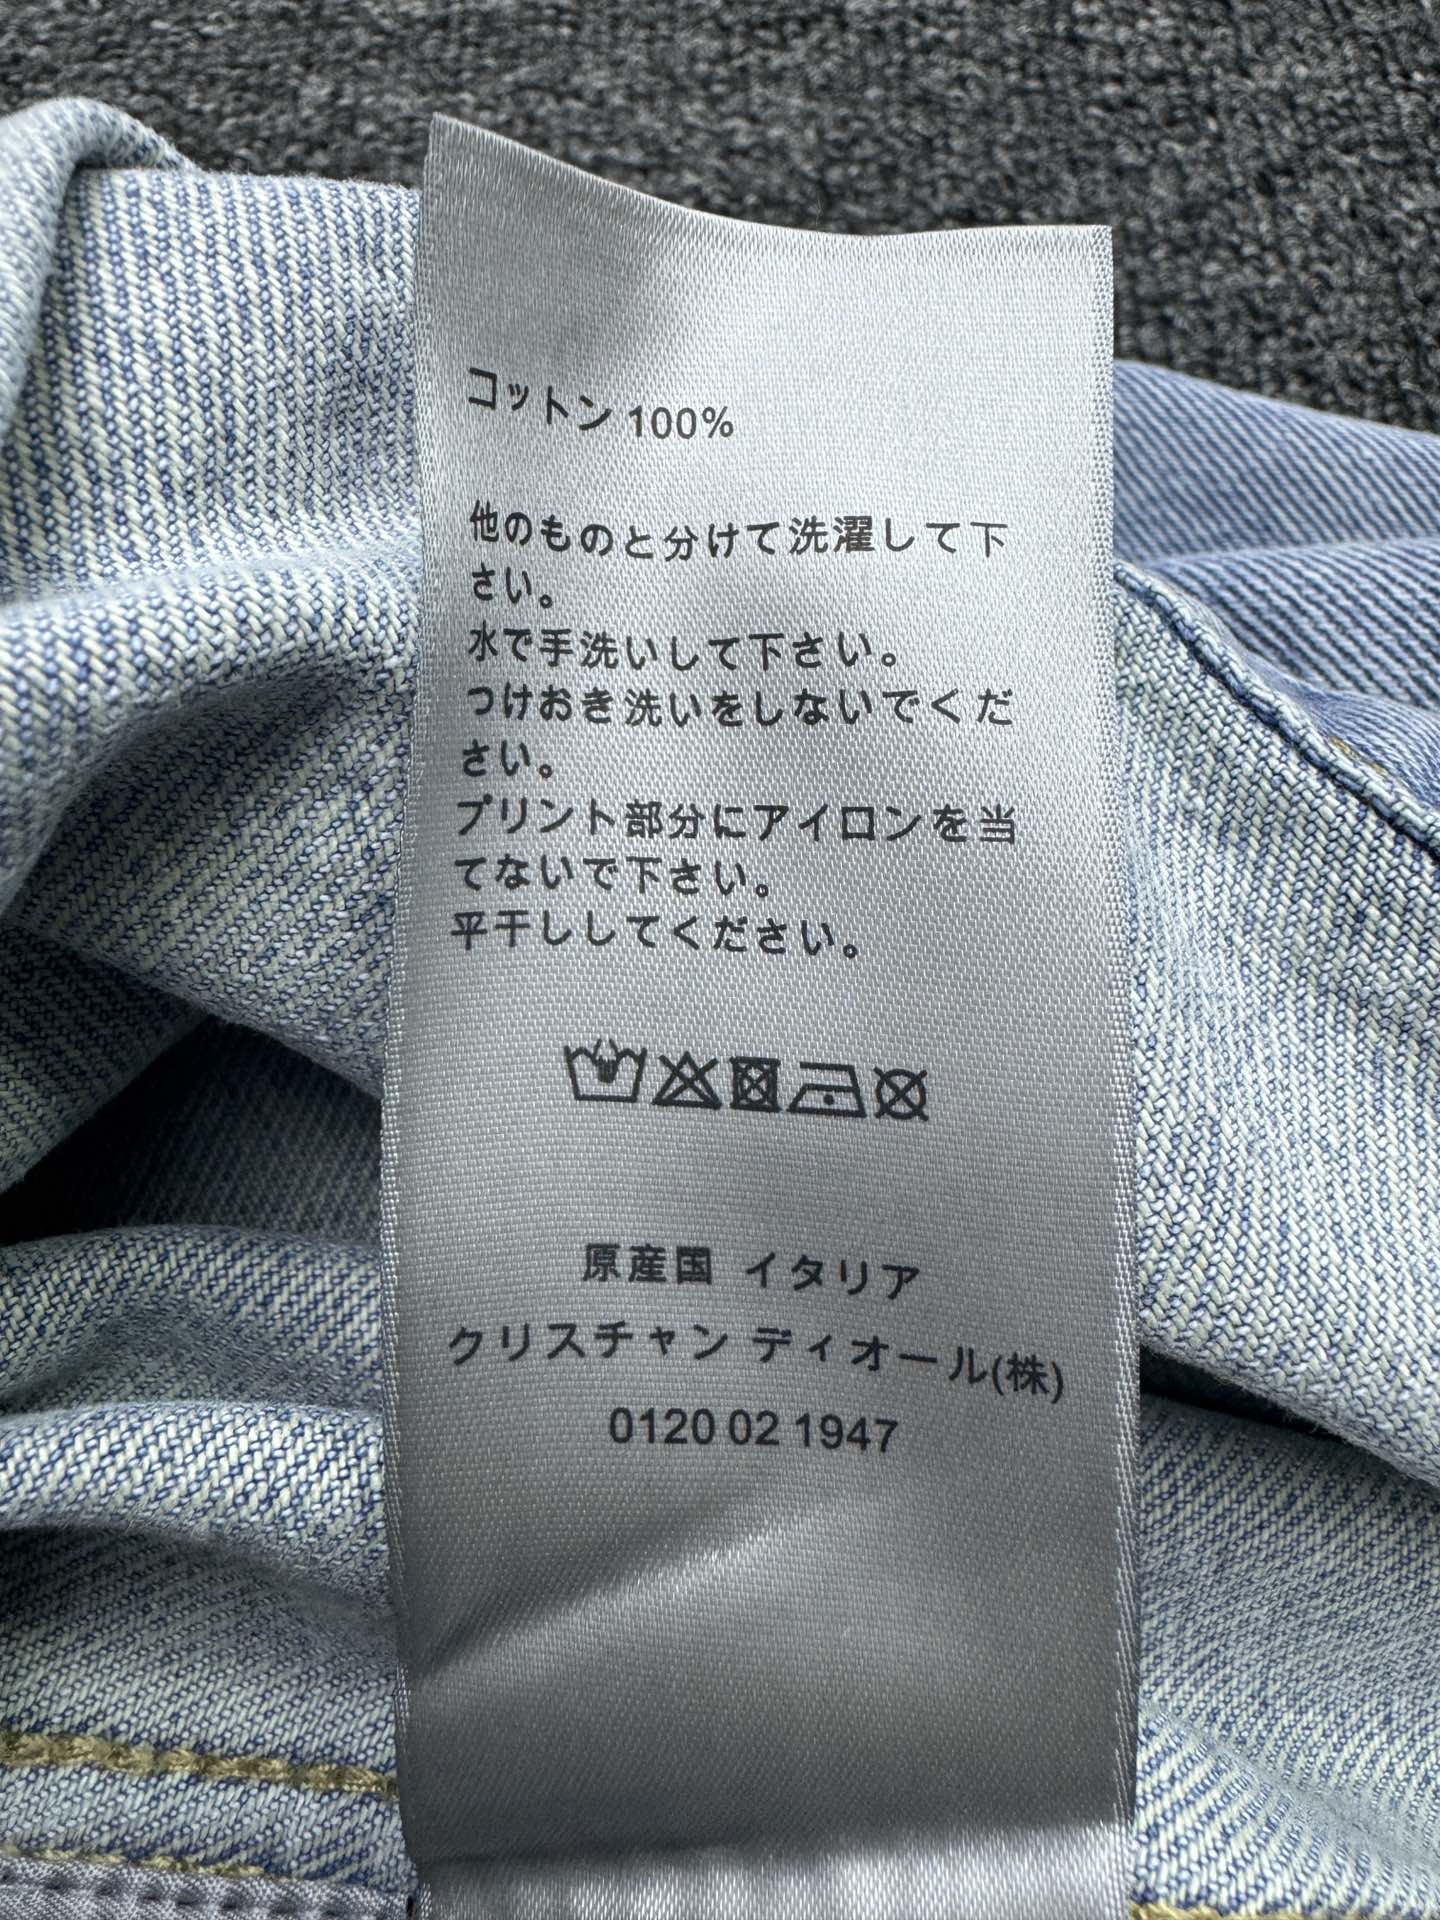 コットン 100%
他のものと分けて洗濯して下
さい。
水で手洗いして下さい。
つけおき洗いをしないでくだ
さい。
プリント部分にアイロンを当
てないで下さい。
平干ししてください。
原産国 イタリア
クリスチャン ディオール(株)
0120 02 1947